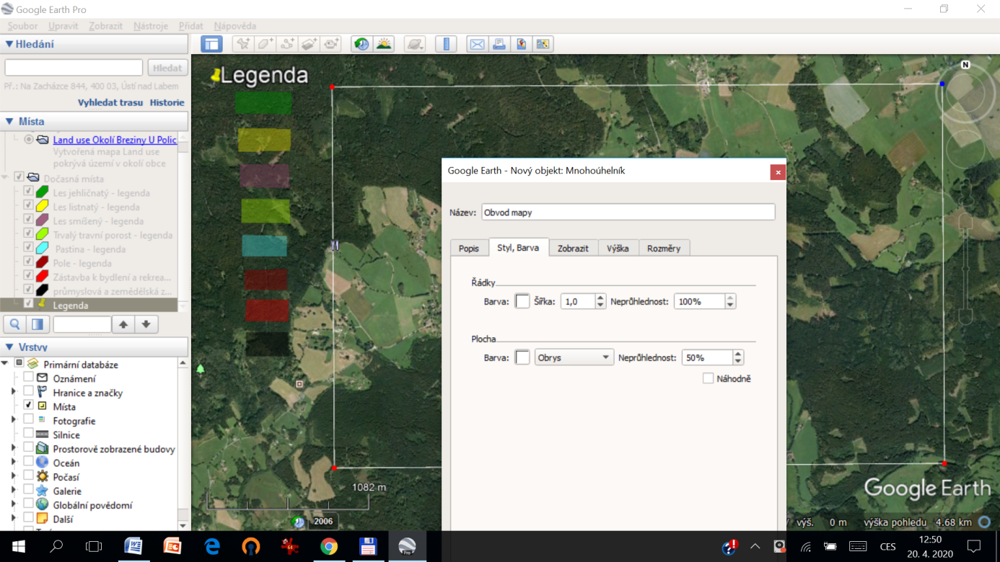 Google Earth Pro
Soubor Upravit Zobrazit Nástroje Přidat Nápověda
Hledání
Hledat
Př.: Na Zacházce 844, 400 03, Ústí nad Labem
Vyhledat trasu Historie
Místa
Land use Okolí Breziny U Polic
Vytvořená mapa Land use
pokrývá území v okolí obce
Dočasná místa
Les jehličnatý - legenda
Les listnatý - legenda
Les smíšený - legenda
Trvalý travní porost - legenda
Pastina - legenda
Pole - legenda
Zástavba k bydlení a rekrea...
průmyslová a zemědělská z...
Legenda
Vrstvy
Primární databáze
Oznámení
Hranice a značky
Místa
Fotografie
Silnice
Prostorově zobrazené budovy
Oceán
Počasí
Galerie
Globální povědomí
Další
Legenda
N
Google Earth - Nový objekt: Mnohoúhelník
Název: Obvod mapy
Popis Styl, Barva Zobrazit Výška Rozměry
Řádky
Barva: Šířka: 1,0 Neprůhlednost: 100%
Plocha
Barva: Obrys Neprůhlednost: 50%
Náhodně
1082 m
2006
Google Earth
výš. 0 m výška pohledu 4.68 km
64
Pro
CES
12:50
20. 4. 2020